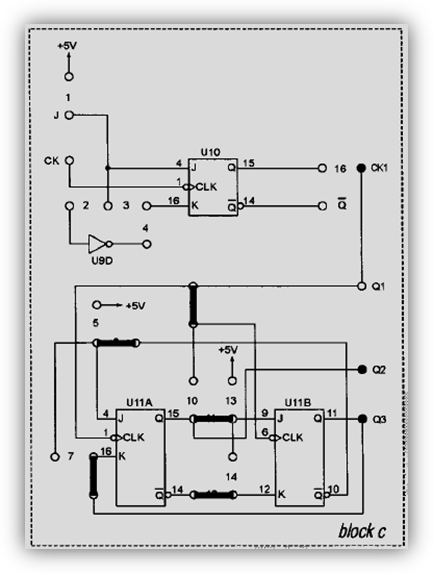 +5V
1
J
U10
CK
4 J Q 15
16
CK1
1 CLK
2
3
16 K Q̅ 14
Q̅
4
U9D
Q1
+5V
5
+5V
Q2
10
13
U11A
U11B
4 J Q 15
9 J Q 11
Q3
1 CLK
6 CLK
7
16 K
14
Q̅ 14
12 K Q̅ 10
block c